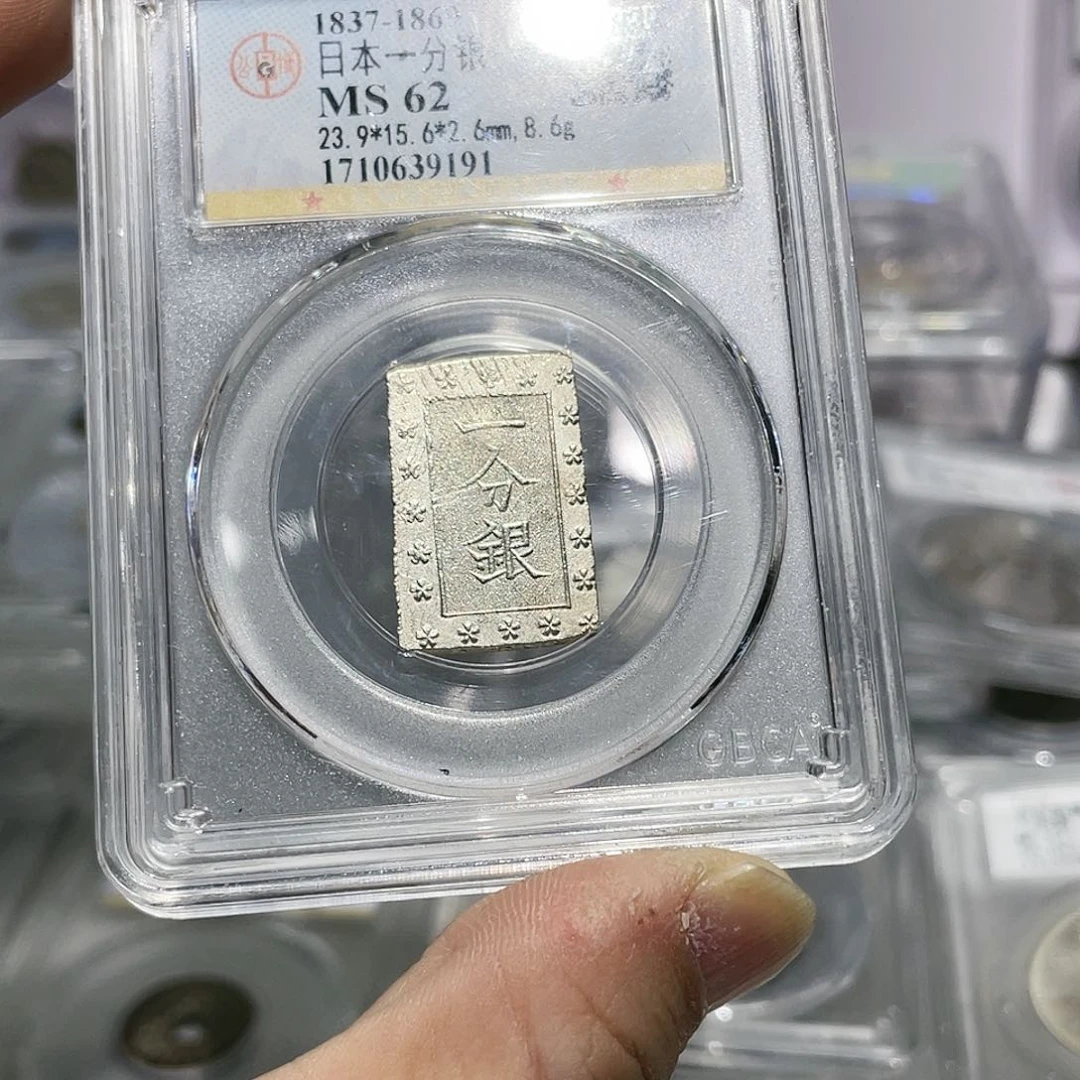 1837-186
日本一分银
MS 62
23.9*15.6*2.6mm, 8.6g
1710639191
G
一
分
銀
GBCA